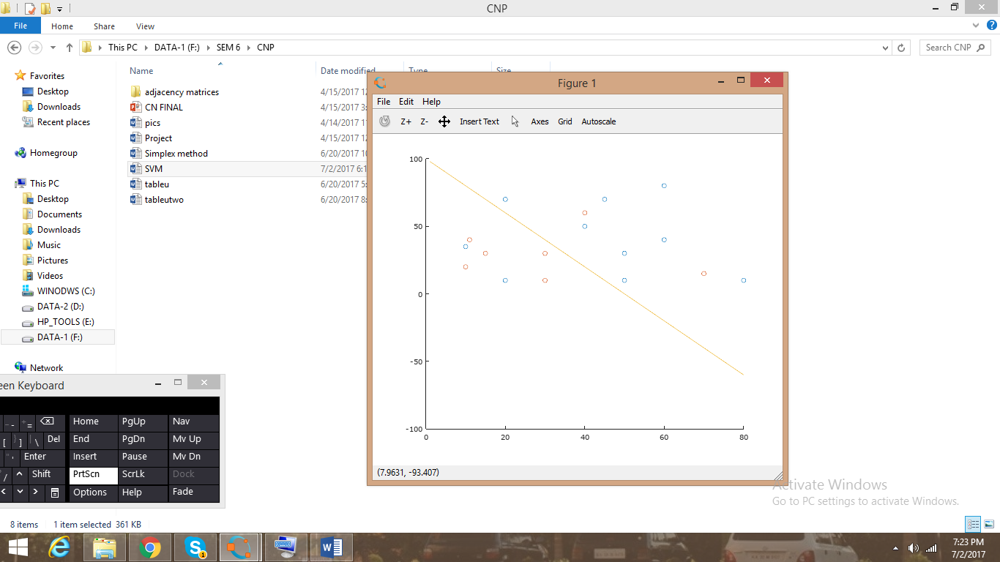 CNP
File Home Share View
This PC DATA-1 (F:) SEM 6 CNP
Search CNP
Name Date modified Type Size
Favorites
Desktop
Downloads
Recent places
Homegroup
This PC
Desktop
Documents
Downloads
Music
Pictures
Videos
WINODWS (C:)
DATA-2 (D:)
HP_TOOLS (E:)
DATA-1 (F:)
Network
adjacency matrices 4/15/2017 12
CN FINAL 4/15/2017 3:
pics 4/14/2017 1
Project 4/15/2017 12
Simplex method 6/20/2017 10
SVM 7/2/2017 6:1
tableu 6/20/2017 5:
tableutwo 6/20/2017 8:
Figure 1
File Edit Help
Z+ Z- Insert Text Axes Grid Autoscale
100
50
0
-50
-100
0 20 40 60 80
(7.9631, -93.407)
een Keyboard
Home PgUp Nav
Del End PgDn Mv Up
Enter Insert Pause Mv Dn
Shift PrtScn ScrLk Dock
Options Help Fade
Activate Windows
Go to PC settings to activate Windows.
8 items 1 item selected 361 KB
7:23 PM
7/2/2017